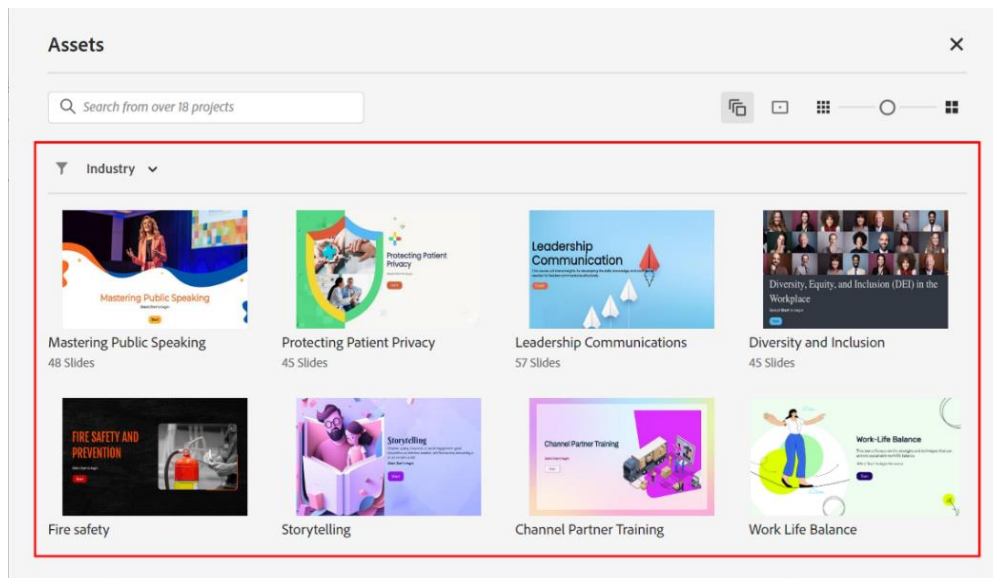 Assets
Search from over 18 projects
Industry
Mastering Public Speaking
Start
Protecting Patient
Privacy
Leadership
Communication
Diversity, Equity, and Inclusion (DEI) in the
Workplace
Mastering Public Speaking
48 Slides
Protecting Patient Privacy
45 Slides
Leadership Communications
57 Slides
Diversity and Inclusion
45 Slides
FIRE SAFETY AND
PREVENTION
Storytelling
Channel Partner Training
Work-Life Balance
Fire safety
Storytelling
Channel Partner Training
Work Life Balance